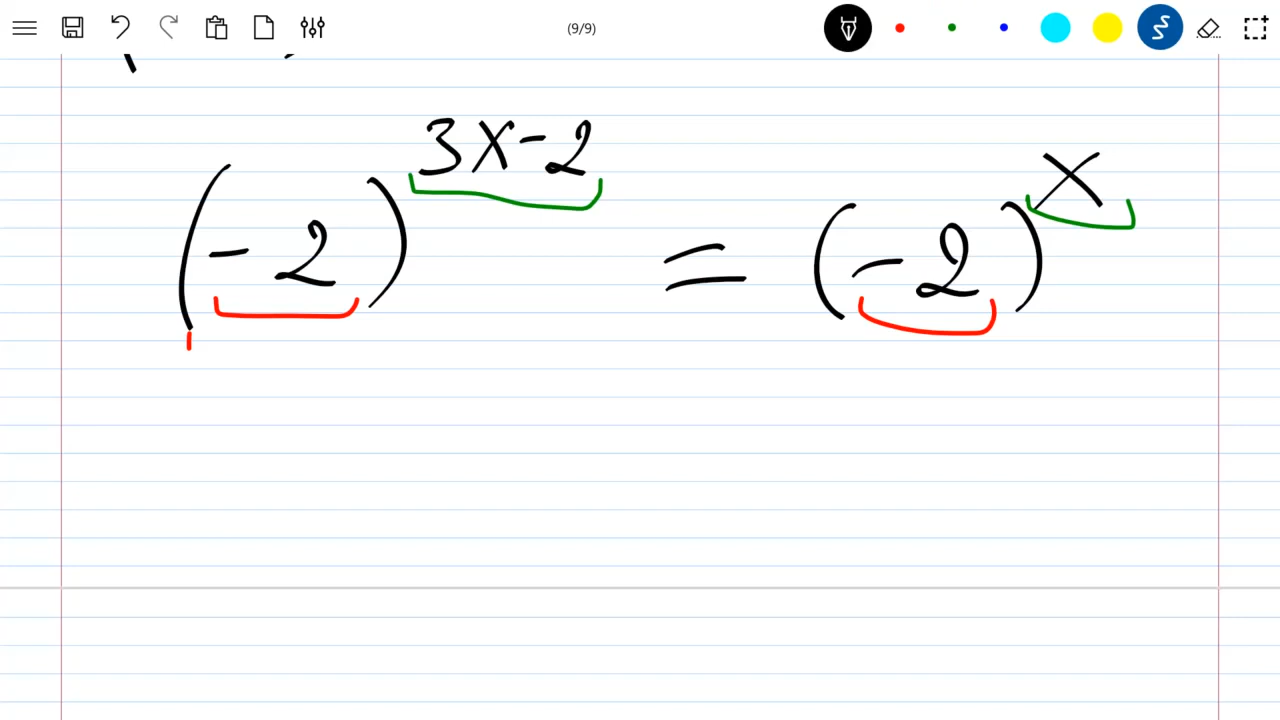 (9/9)
(-2)^{3x-2} = (-2)^x